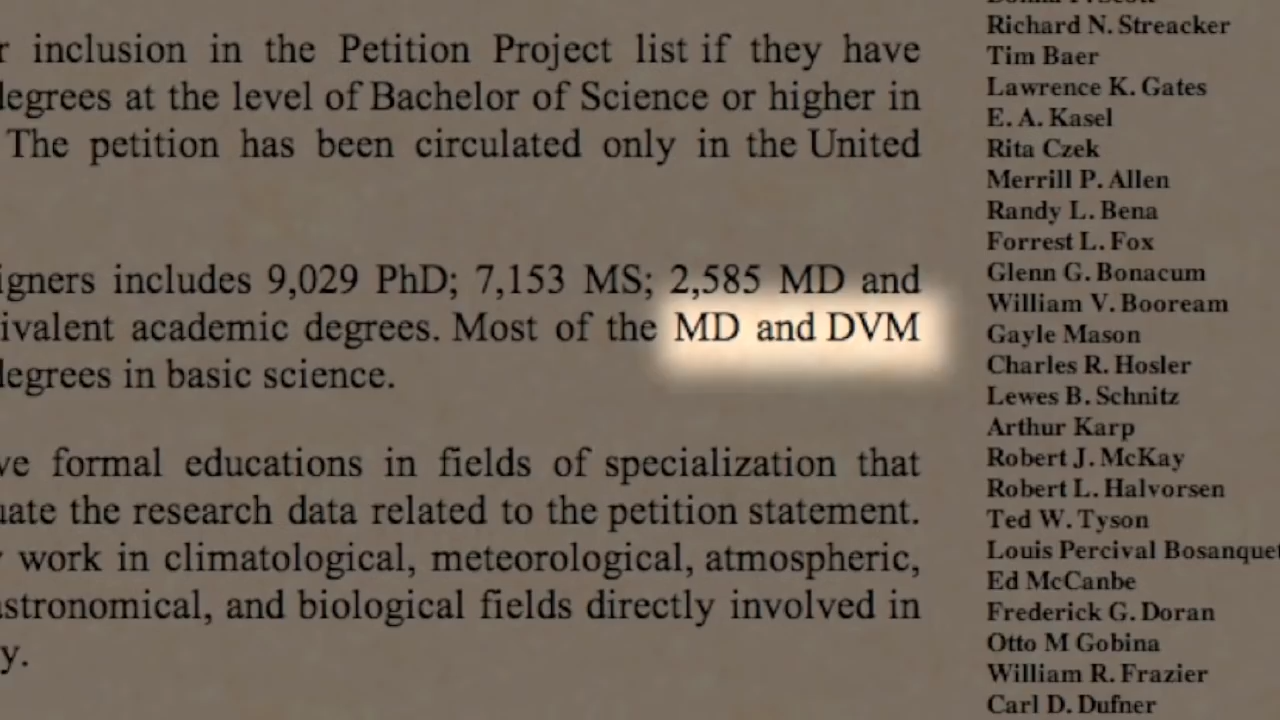 r inclusion in the Petition Project list if they have
egrees at the level of Bachelor of Science or higher in
The petition has been circulated only in the United
igners includes 9,029 PhD; 7,153 MS; 2,585 MD and
ivalent academic degrees. Most of the MD and DVM
egrees in basic science.
ve formal educations in fields of specialization that
uate the research data related to the petition statement.
work in climatological, meteorological, atmospheric,
astronomical, and biological fields directly involved in
y.
Richard N. Streacker
Tim Baer
Lawrence K. Gates
E. A. Kasel
Rita Czek
Merrill P. Allen
Randy L. Bena
Forrest L. Fox
Glenn G. Bonacum
William V. Booream
Gayle Mason
Charles R. Hosler
Lewes B. Schnitz
Arthur Karp
Robert J. McKay
Robert L. Halvorsen
Ted W. Tyson
Louis Percival Bosanquet
Ed McCanbe
Frederick G. Doran
Otto M Gobina
William R. Frazier
Carl D. Dufner